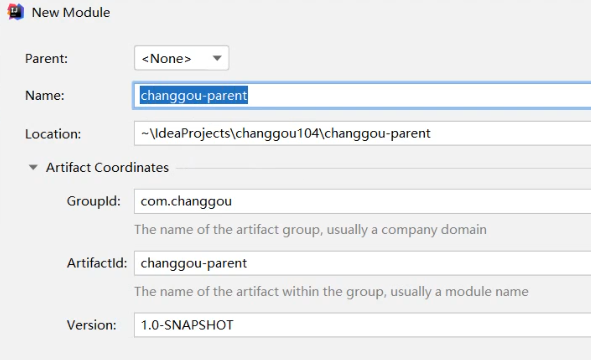 New Module
Parent: <None>
Name: changgou-parent
Location: ~\IdeaProjects\changgou104\changgou-parent
Artifact Coordinates
GroupId: com.changgou
The name of the artifact group, usually a company domain
ArtifactId: changgou-parent
The name of the artifact within the group, usually a module name
Version: 1.0-SNAPSHOT